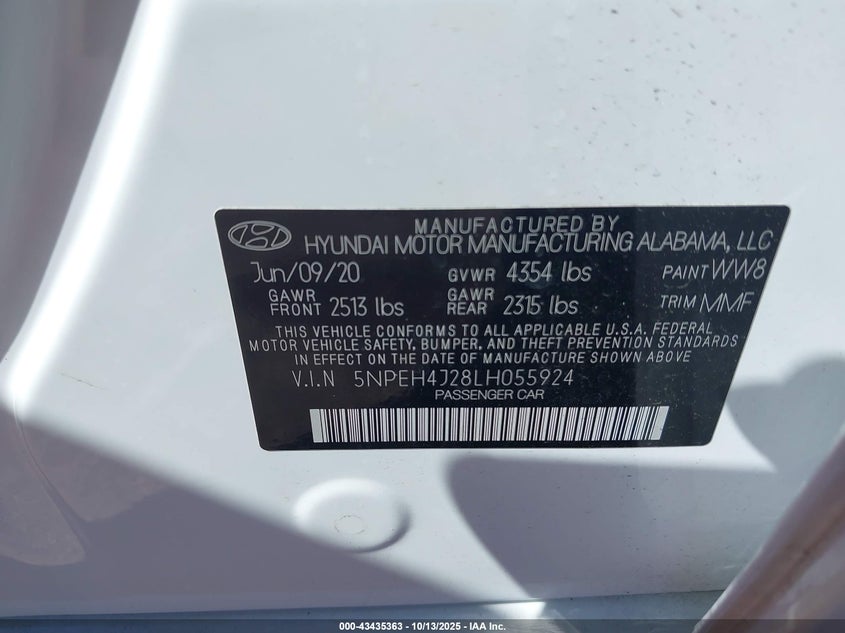 MANUFACTURED BY
HYUNDAI MOTOR MANUFACTURING ALABAMA, LLC
Jun/09/20 GVWR 4354 lbs PAINT WW8
GAWR FRONT 2513 lbs GAWR REAR 2315 lbs TRIM MMF
THIS VEHICLE CONFORMS TO ALL APPLICABLE U.S.A. FEDERAL
MOTOR VEHICLE SAFETY, BUMPER, AND THEFT PREVENTION STANDARDS
IN EFFECT ON THE DATE OF MANUFACTURE SHOWN ABOVE
V.I.N 5NPEH4J28LH055924
PASSENGER CAR
000-43435363 - 10/13/2025 - IAA Inc.